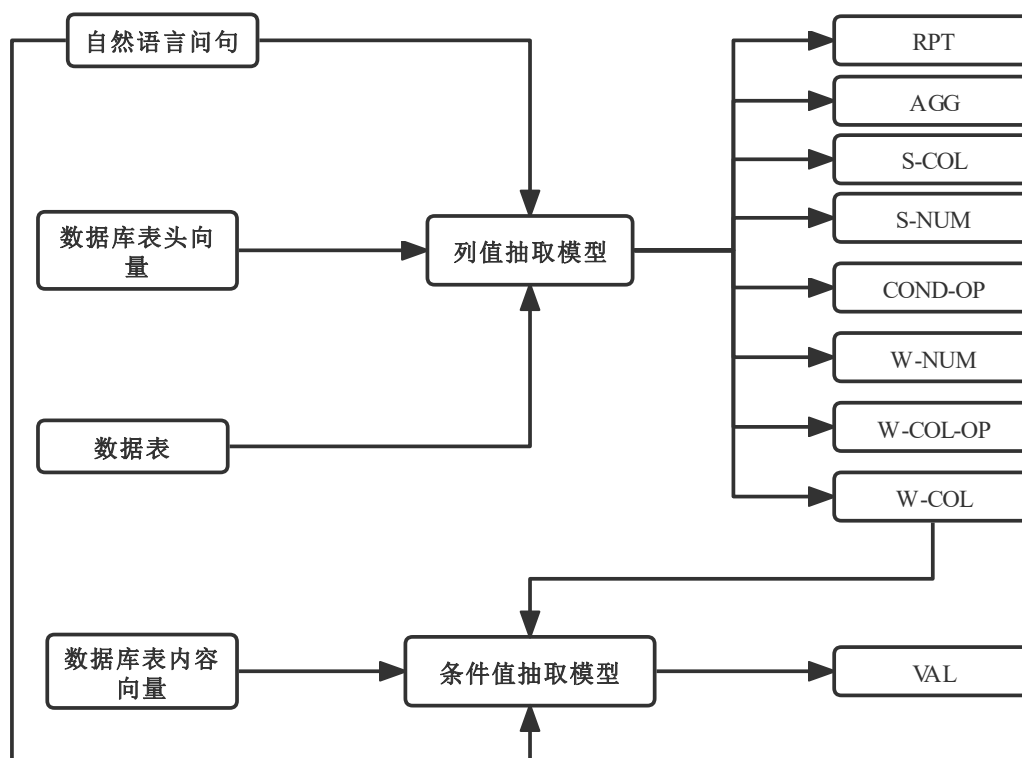 自然语言问句
RPT
AGG
S-COL
S-NUM
数据库表头向
量
列值抽取模型
COND-OP
W-NUM
数据表
W-COL-OP
W-COL
数据库表内容
向量
条件值抽取模型
VAL